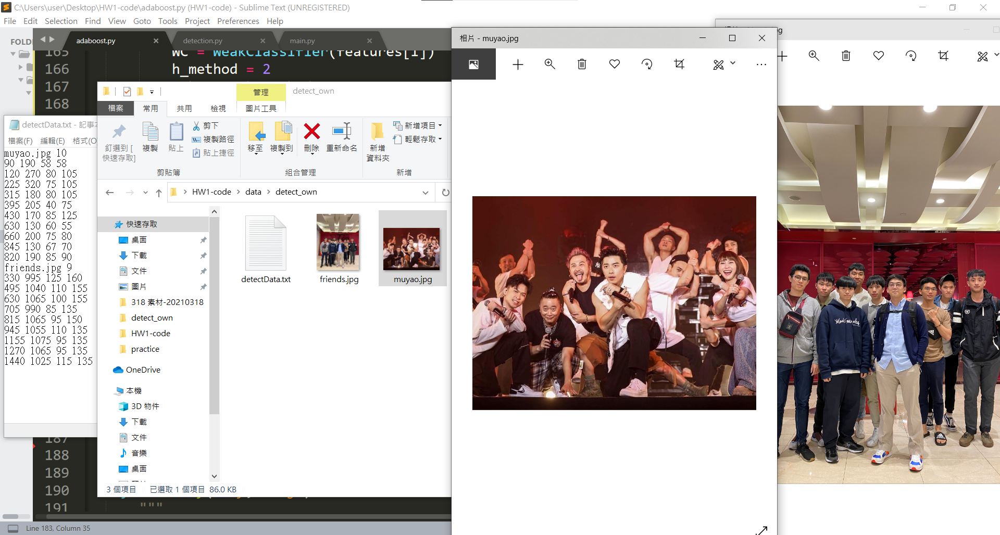 C:\Users\user\Desktop\HW1-code\adaboost.py (HW1-code) - Sublime Text (UNREGISTERED)
File Edit Selection Find View Goto Tools Project Preferences Help
adaboost.py
detection.py
main.py
165
WC = WeakClassifier(features[i])
166
h_method = 2
167
168
187
188
189
190
191
"""
Line 183, Column 35
detectData.txt - 記事本
檔案(F) 編輯(E) 格式(O)
muyao.jpg 10
90 190 58 58
120 270 80 105
225 320 75 105
315 180 80 105
395 205 40 75
430 170 85 125
630 130 60 55
660 200 75 80
845 130 67 70
820 190 85 90
friends.jpg 9
330 995 125 160
495 1040 110 155
630 1065 100 155
705 990 85 135
815 1065 95 150
945 1055 110 135
1155 1075 95 135
1270 1065 95 135
1440 1025 115 135
管理
detect_own
檔案 常用 共用 檢視 圖片工具
釘選到 [
快速存取]
複製
貼上
剪下
複製路徑
貼上捷徑
剪貼簿
移至
複製到
刪除
重新命名
組合管理
新增
資料夾
新增項目
輕鬆存取
新增
HW1-code > data > detect_own
快速存取
桌面
下載
文件
圖片
318 素材-20210318
detect_own
HW1-code
practice
OneDrive
本機
3D 物件
下載
文件
音樂
桌面
detectData.txt
friends.jpg
muyao.jpg
3 個項目 已選取 1 個項目 86.0 KB
相片 - muyao.jpg